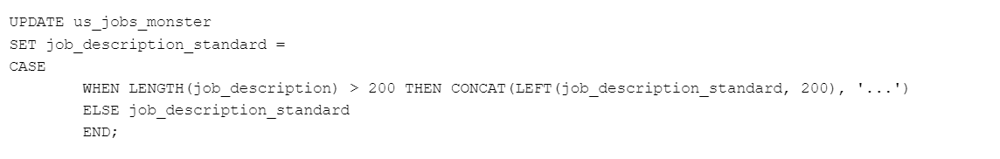 UPDATE us_jobs_monster
SET job_description_standard =
CASE
WHEN LENGTH(job_description) > 200 THEN CONCAT(LEFT(job_description_standard, 200), '...')
ELSE job_description_standard
END;